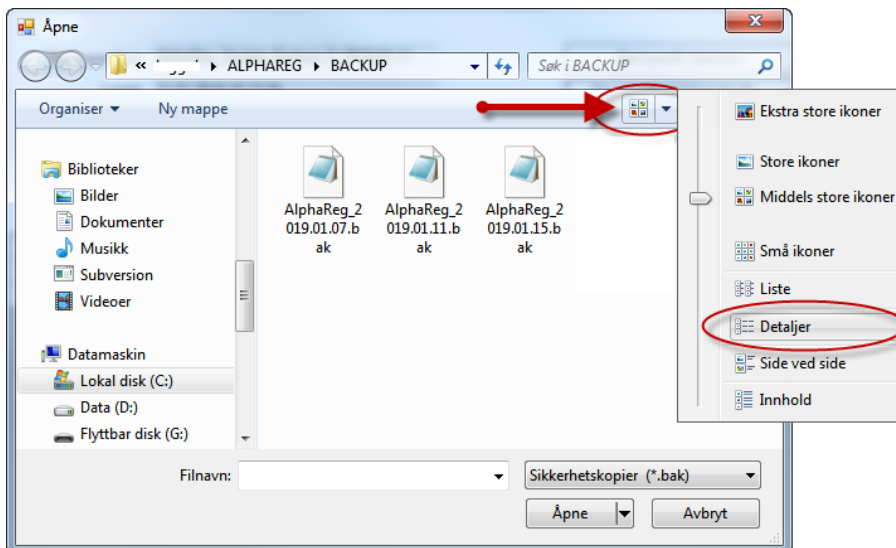 Åpne
« ALPHAREG BACKUP
Søk i BACKUP
Organiser
Ny mappe
Biblioteker
Bilder
Dokumenter
Musikk
Subversion
Videoer
Datamaskin
Lokal disk (C:)
Data (D:)
Flyttbar disk (G:)
AlphaReg_2
019.01.07.b
ak
AlphaReg_2
019.01.11.b
ak
AlphaReg_2
019.01.15.b
ak
Ekstra store ikoner
Store ikoner
Middels store ikoner
Små ikoner
Liste
Detaljer
Side ved side
Innhold
Filnavn:
Sikkerhetskopier (*.bak)
Åpne
Avbryt